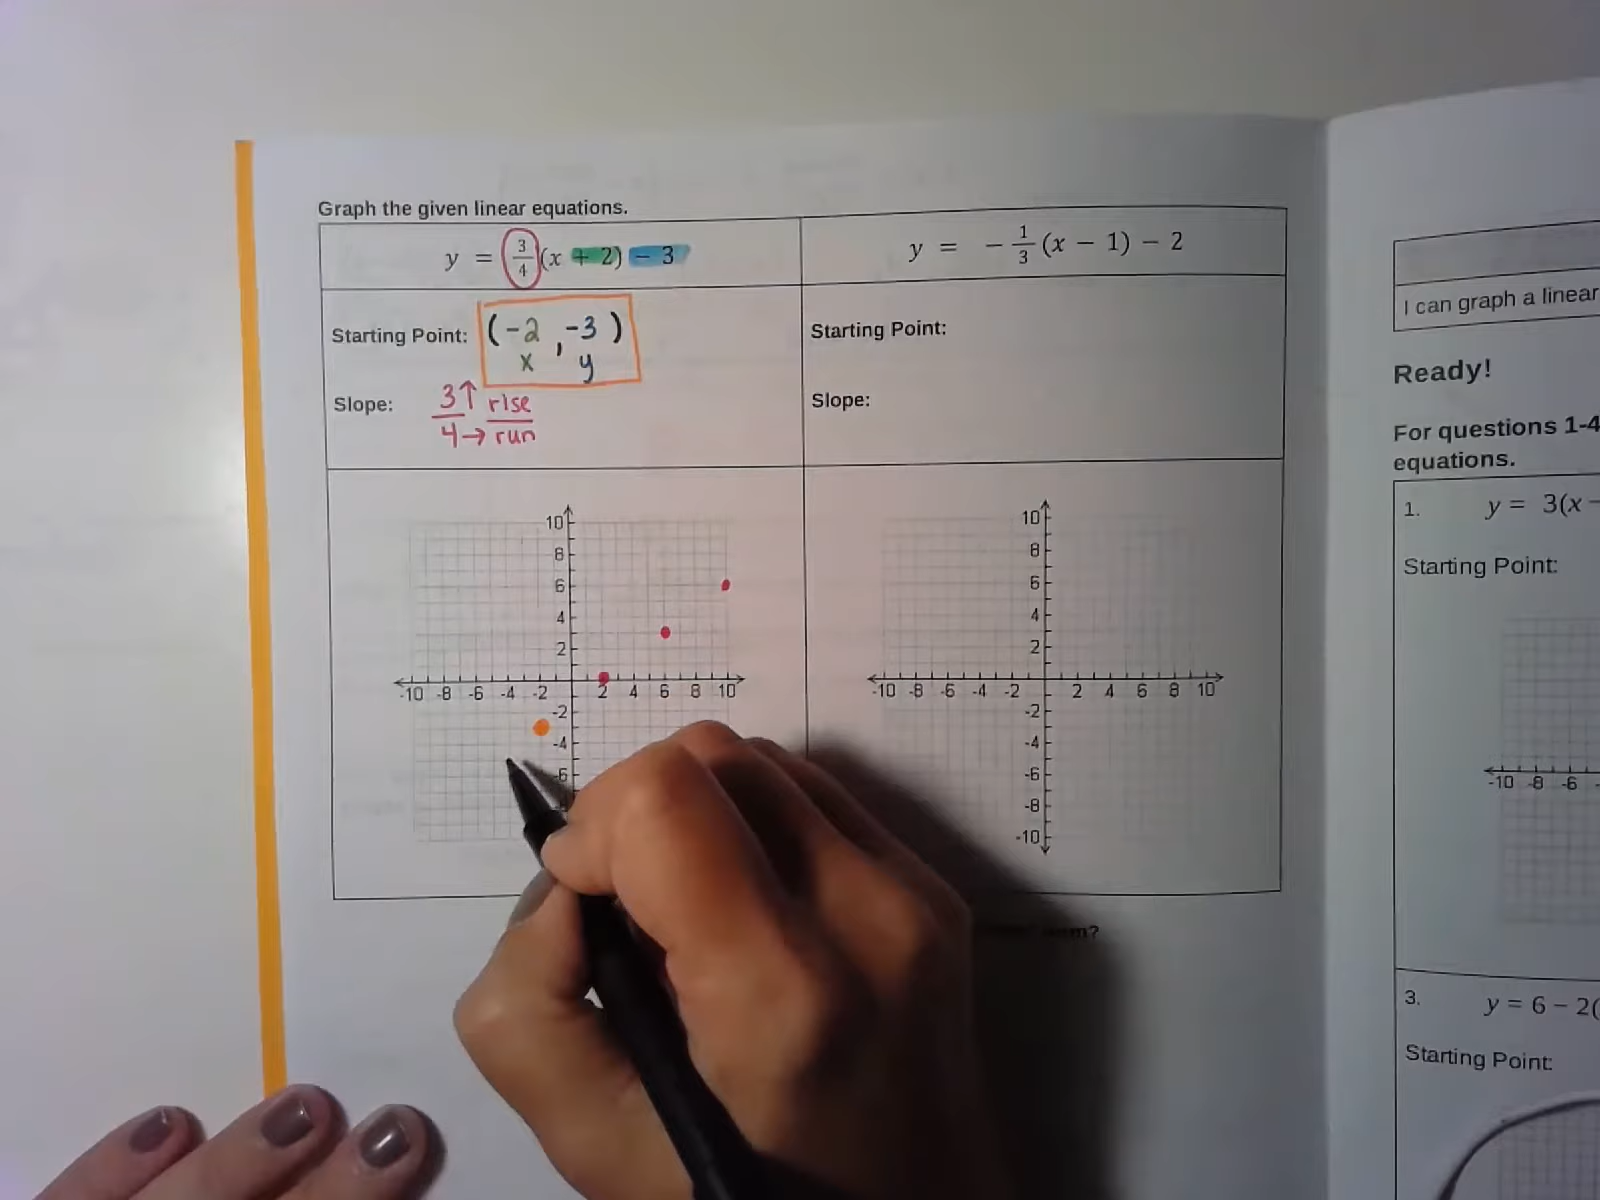 Graph the given linear equations.
y = 3/4 (x + 2) - 3
y = - 1/3 (x - 1) - 2
Starting Point: (-2, -3)
x y
Slope: 3↑ rise
4→ run
Starting Point:
Slope:
10
8
6
4
2
-10 -8 -6 -4 -2 2 4 6 8 10
-2
-4
-6
10
8
6
4
2
-10 -8 -6 -4 -2 2 4 6 8 10
-2
-4
-6
-8
-10
I can graph a linear
Ready!
For questions 1-4
equations.
1. y = 3(x -
Starting Point:
-10 -8 -6
3. y = 6 - 2(
Starting Point: